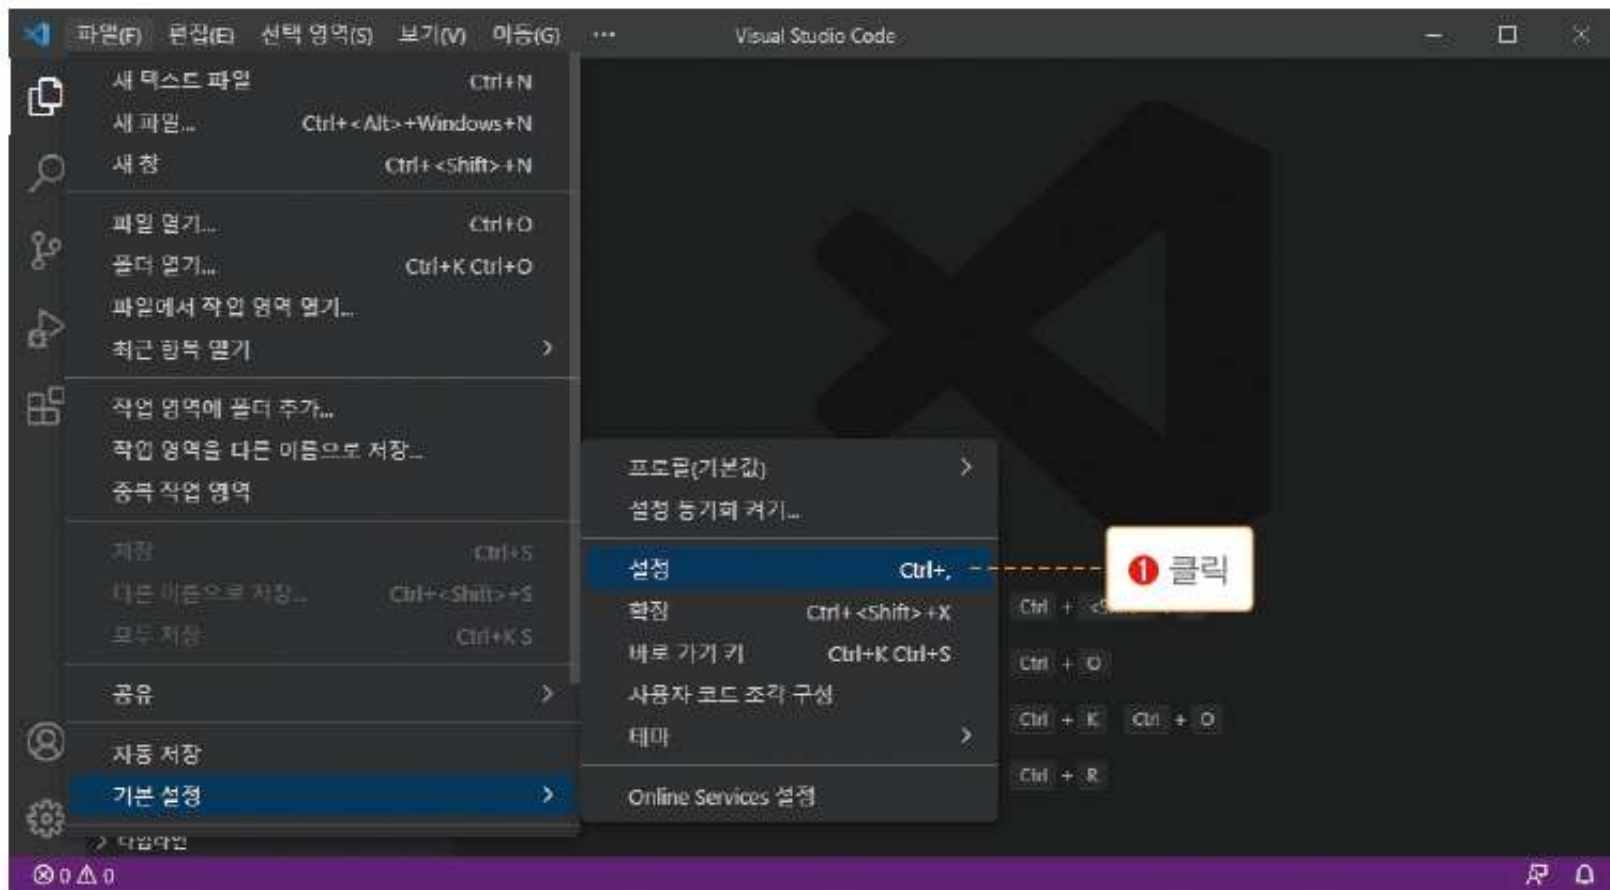 파일(F) 편집(E) 선택 영역(S) 보기(V) 이동(G) ... Visual Studio Code
새 텍스트 파일 Ctrl+N
새 파일... Ctrl+<Alt>+Windows+N
새 창 Ctrl+<Shift>+N
파일 열기... Ctrl+O
폴더 열기... Ctrl+K Ctrl+O
파일에서 작업 영역 열기...
최근 항목 열기
작업 영역에 폴더 추가...
작업 영역을 다른 이름으로 저장...
중복 작업 영역
저장 Ctrl+S
다른 이름으로 저장... Ctrl+<Shift>+S
모두 저장 Ctrl+K S
공유
자동 저장
기본 설정
타임라인
프로필(기본값)
설정 동기화 켜기...
설정 Ctrl+,
확장 Ctrl+<Shift>+X
바로 가기 키 Ctrl+K Ctrl+S
사용자 코드 조각 구성
테마
Online Services 설정
❶ 클릭
Ctrl +
Ctrl + O
Ctrl + K Ctrl + O
Ctrl + R
0 0